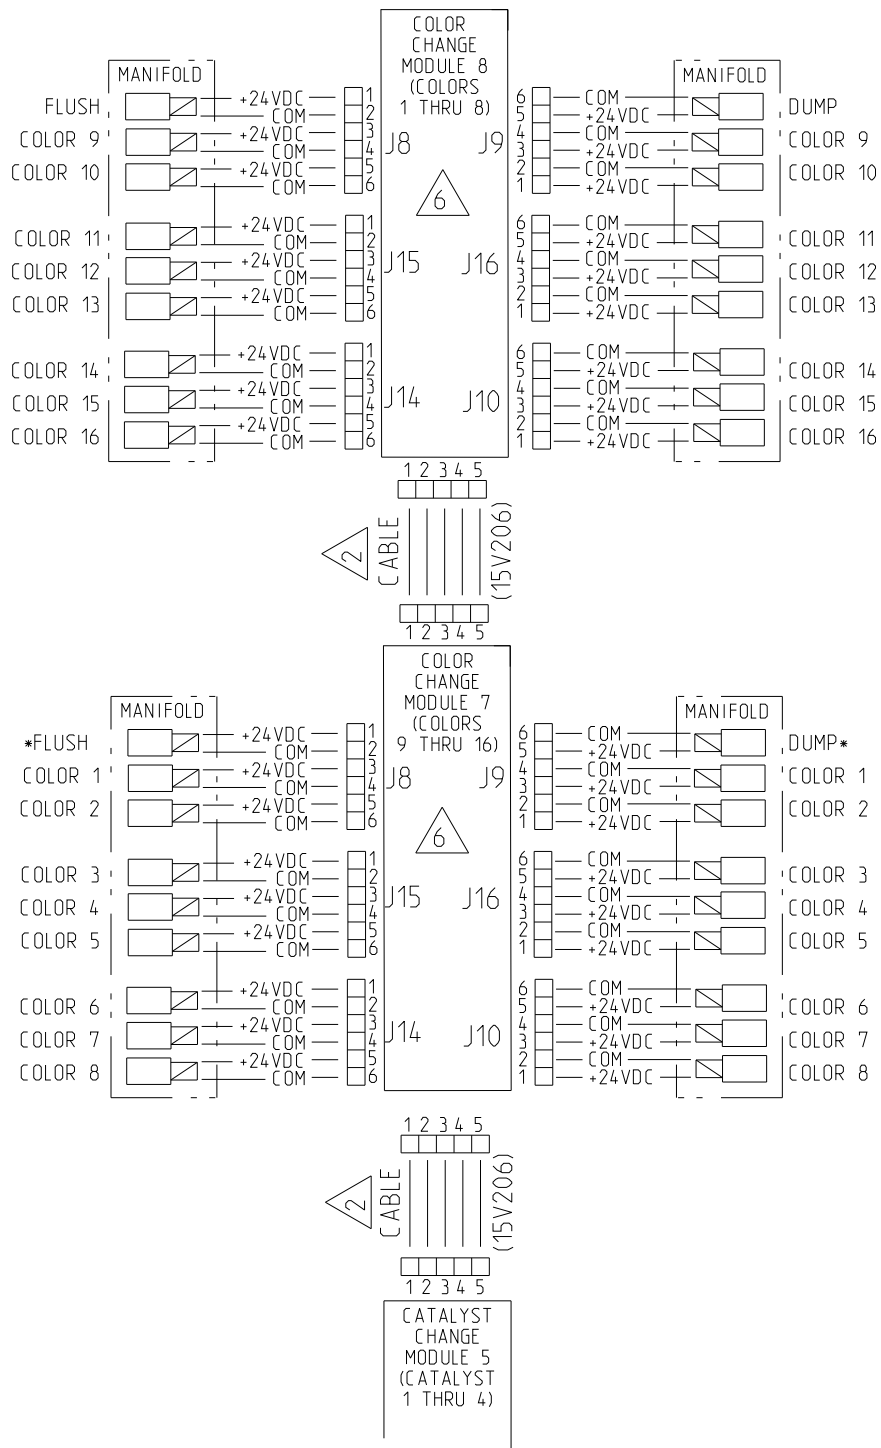 COLOR
CHANGE
MODULE 8
(COLORS
1 THRU 8)
MANIFOLD
MANIFOLD
FLUSH +24VDC 1 6 COM DUMP
COM 2 5 +24VDC
COLOR 9 +24VDC 3 J8 J9 4 COM COLOR 9
COM 4 3 +24VDC
COLOR 10 +24VDC 5 2 COM COLOR 10
COM 6 1 +24VDC
6
COLOR 11 +24VDC 1 6 COM COLOR 11
COM 2 5 +24VDC
COLOR 12 +24VDC 3 J15 J16 4 COM COLOR 12
COM 4 3 +24VDC
COLOR 13 +24VDC 5 2 COM COLOR 13
COM 6 1 +24VDC
COLOR 14 +24VDC 1 6 COM COLOR 14
COM 2 5 +24VDC
COLOR 15 +24VDC 3 J14 J10 4 COM COLOR 15
COM 4 3 +24VDC
COLOR 16 +24VDC 5 2 COM COLOR 16
COM 6 1 +24VDC
1 2 3 4 5
2
CABLE
(15V206)
1 2 3 4 5
COLOR
CHANGE
MODULE 7
(COLORS
9 THRU 16)
MANIFOLD
MANIFOLD
*FLUSH +24VDC 1 6 COM DUMP*
COM 2 5 +24VDC
COLOR 1 +24VDC 3 J8 J9 4 COM COLOR 1
COM 4 3 +24VDC
COLOR 2 +24VDC 5 2 COM COLOR 2
COM 6 1 +24VDC
6
COLOR 3 +24VDC 1 6 COM COLOR 3
COM 2 5 +24VDC
COLOR 4 +24VDC 3 J15 J16 4 COM COLOR 4
COM 4 3 +24VDC
COLOR 5 +24VDC 5 2 COM COLOR 5
COM 6 1 +24VDC
COLOR 6 +24VDC 1 6 COM COLOR 6
COM 2 5 +24VDC
COLOR 7 +24VDC 3 J14 J10 4 COM COLOR 7
COM 4 3 +24VDC
COLOR 8 +24VDC 5 2 COM COLOR 8
COM 6 1 +24VDC
1 2 3 4 5
2
CABLE
(15V206)
1 2 3 4 5
CATALYST
CHANGE
MODULE 5
(CATALYST
1 THRU 4)